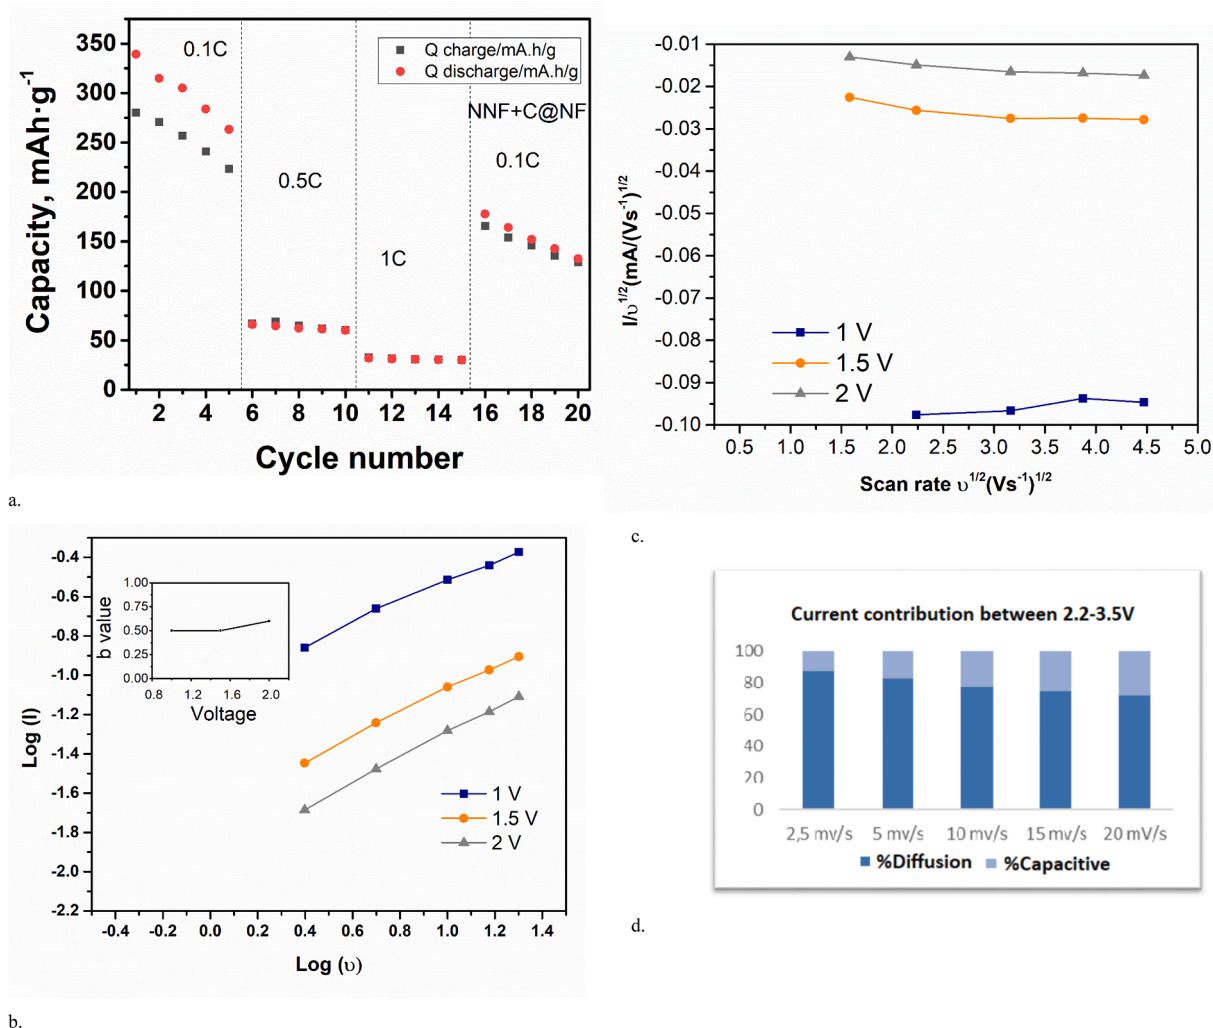 350
300
250
200
150
100
50
0
Capacity, mAh·g-1
0.1C
Q charge/mA.h/g
Q discharge/mA.h/g
NNF+C@NF
0.1C
0.5C
1C
2 4 6 8 10 12 14 16 18 20
Cycle number
a.
-0.01
-0.02
-0.03
-0.04
-0.05
-0.06
-0.07
-0.08
-0.09
-0.10
I/υ1/2(mA/(Vs-1)1/2
1 V
1.5 V
2 V
0.5 1.0 1.5 2.0 2.5 3.0 3.5 4.0 4.5 5.0
Scan rate υ1/2(Vs-1)1/2
c.
-0.4
-0.6
-0.8
-1.0
-1.2
-1.4
-1.6
-1.8
-2.0
-2.2
Log (I)
1.00
0.75
0.50
0.25
0.00
b value
0.8 1.2 1.6 2.0
Voltage
1 V
1.5 V
2 V
-0.4 -0.2 0.0 0.2 0.4 0.6 0.8 1.0 1.2 1.4
Log (υ)
b.
Current contribution between 2.2-3.5V
100
80
60
40
20
0
2,5 mv/s 5 mv/s 10 mv/s 15 mv/s 20 mV/s
%Diffusion %Capacitive
d.